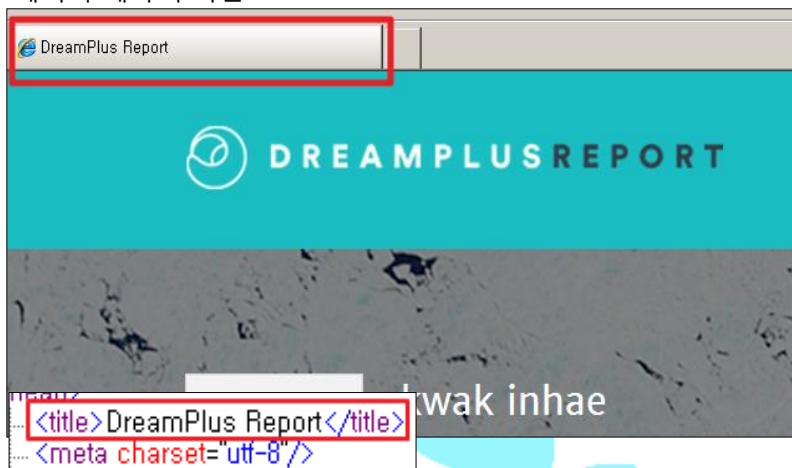 DreamPlus Report
DREAMPLUSREPORT
kwak inhae
<title>DreamPlus Report</title>
<meta charset="utf-8"/>